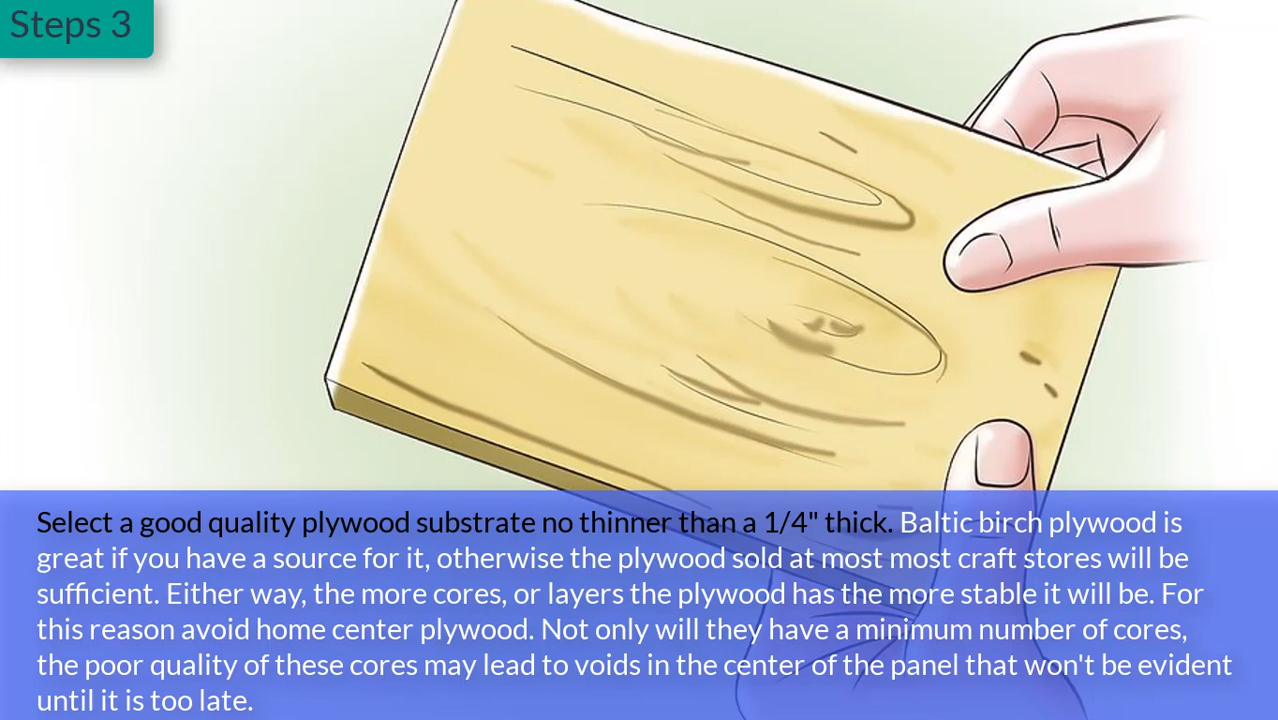 Steps 3
Select a good quality plywood substrate no thinner than a 1/4" thick. Baltic birch plywood is
great if you have a source for it, otherwise the plywood sold at most most craft stores will be
sufficient. Either way, the more cores, or layers the plywood has the more stable it will be. For
this reason avoid home center plywood. Not only will they have a minimum number of cores,
the poor quality of these cores may lead to voids in the center of the panel that won't be evident
until it is too late.